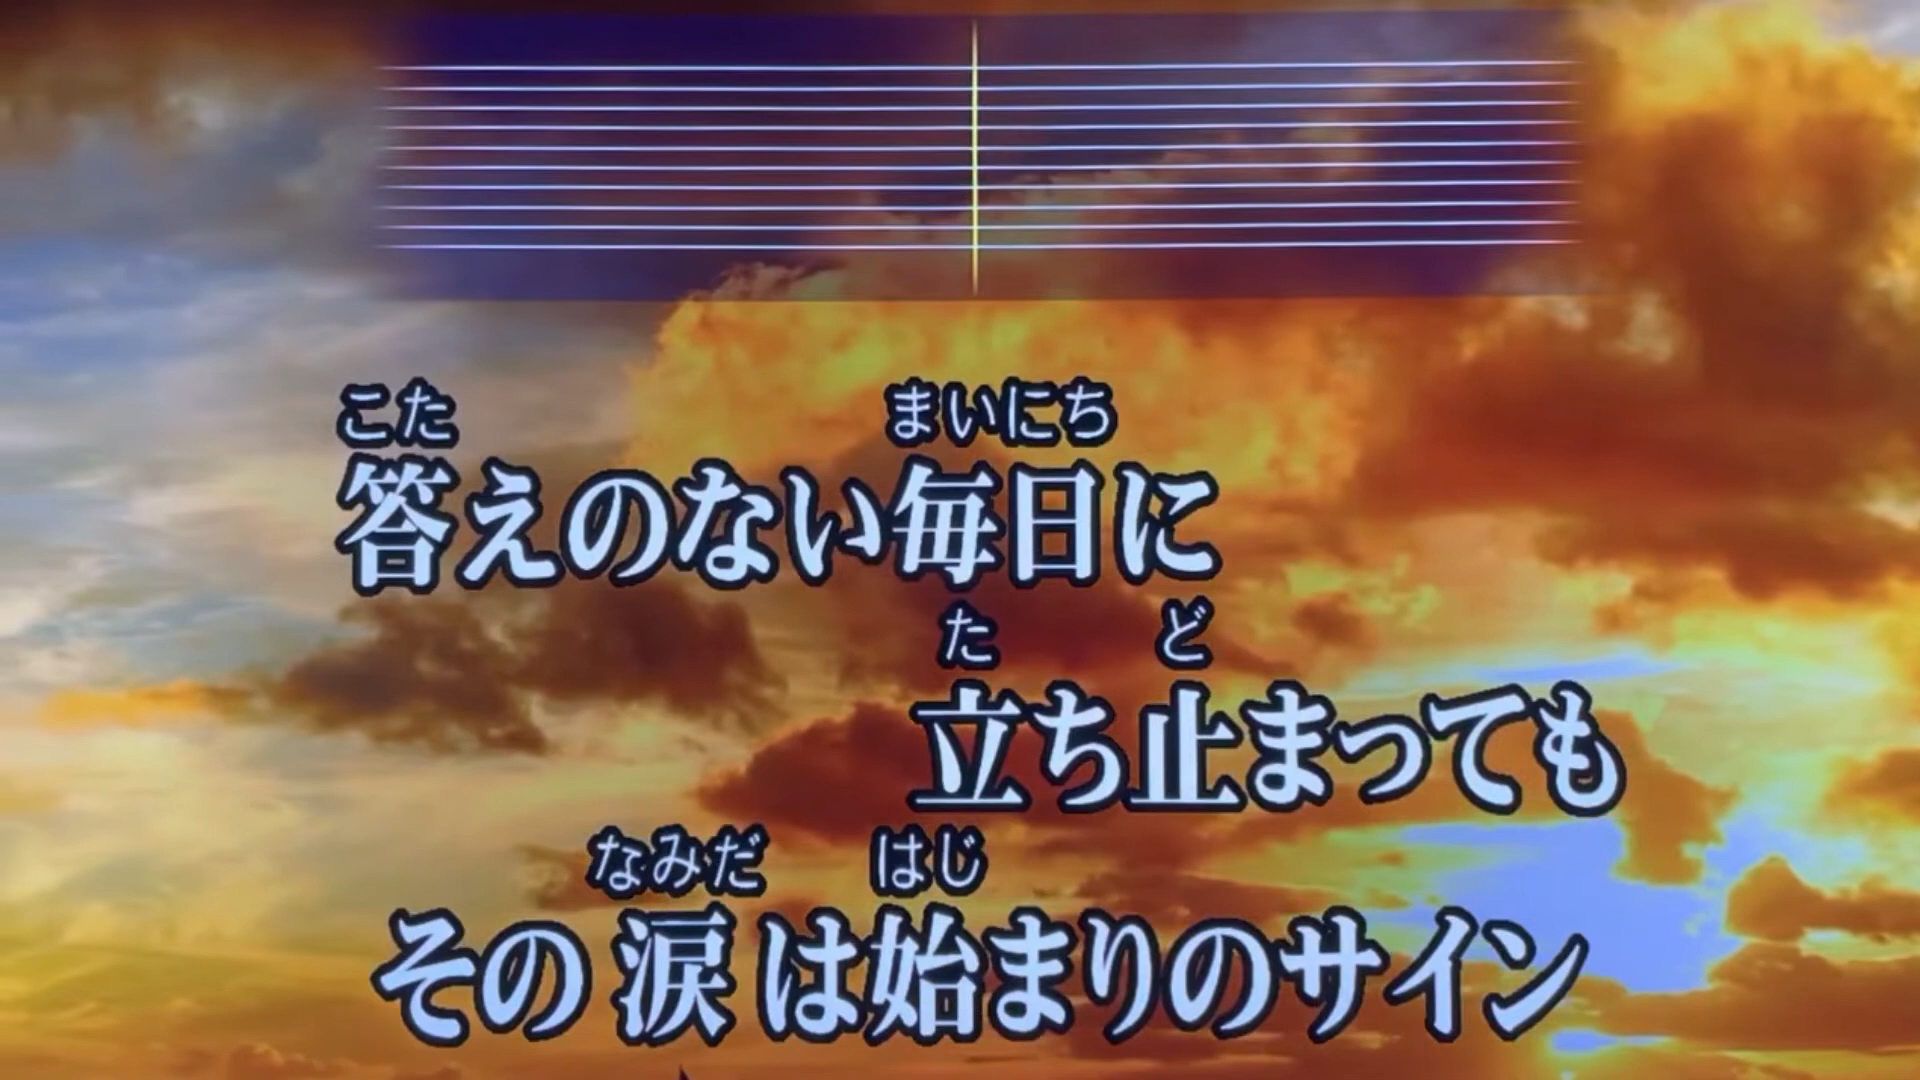 こた まいにち
答えのない毎日に
た ど
立ち止まっても
なみだ はじ
その涙は始まりのサイン